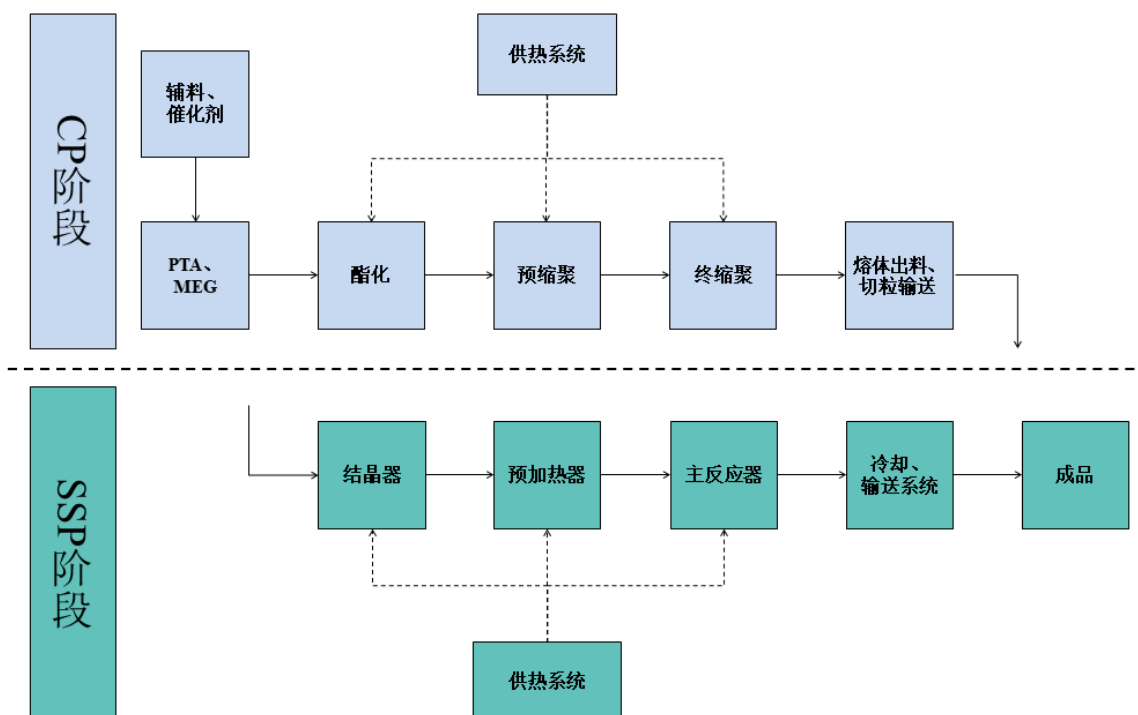 CP阶段
供热系统
辅料、
催化剂
PTA、
MEG
酯化
预缩聚
终缩聚
熔体出料、
切粒输送
SSP阶段
结晶器
预加热器
主反应器
冷却、
输送系统
成品
供热系统